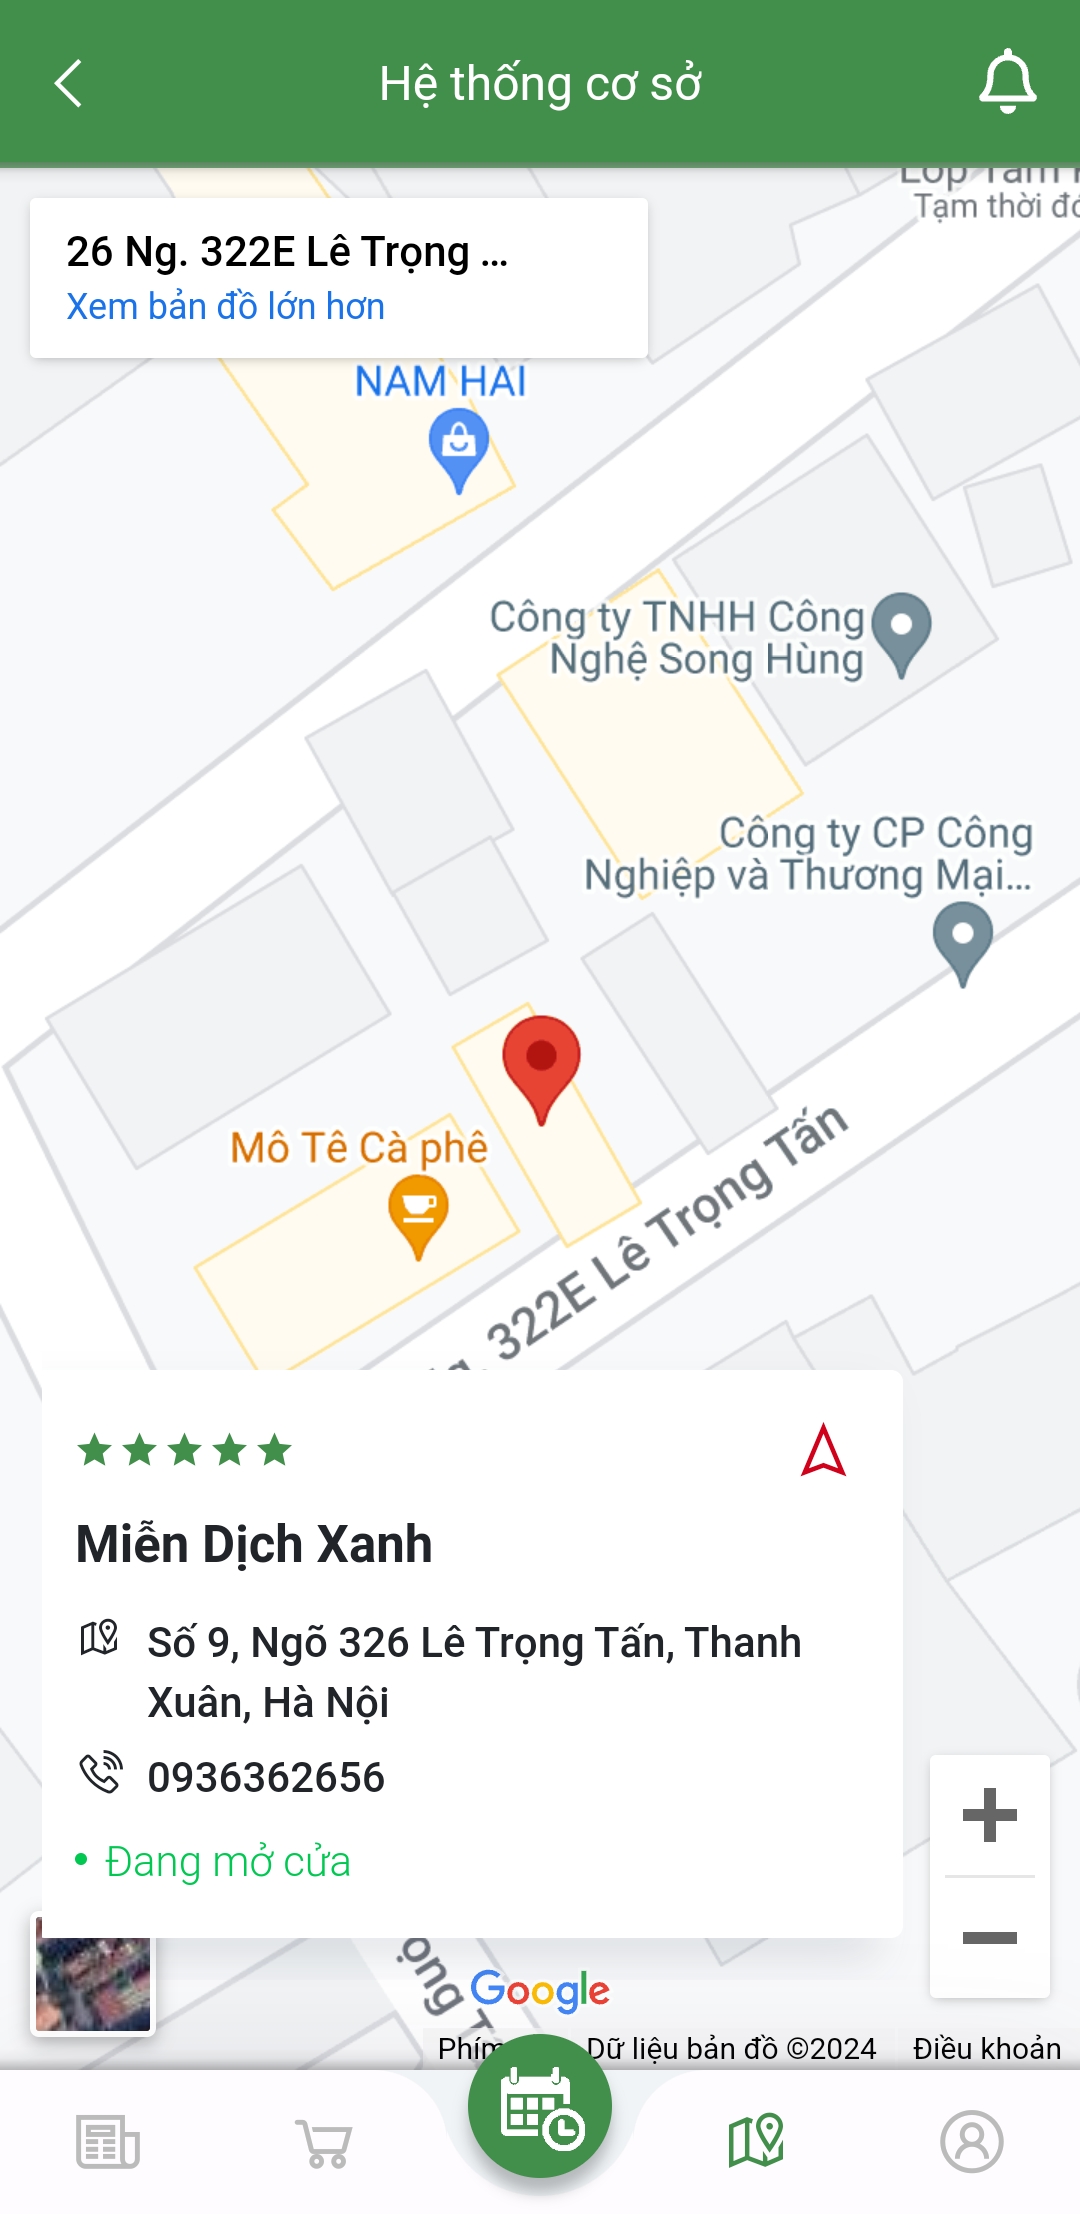 Hệ thống cơ sở
Tạm thời đó
26 Ng. 322E Lê Trọng ...
Xem bản đồ lớn hơn
NAM HAI
Công ty TNHH Công
Nghệ Song Hùng
Công ty CP Công
Nghiệp và Thương Mại...
Mô Tê Cà phê
322E Lê Trọng Tấn
Miễn Dịch Xanh
Số 9, Ngõ 326 Lê Trọng Tấn, Thanh
Xuân, Hà Nội
0936362656
Đang mở cửa
Google
Phím
Dữ liệu bản đồ ©2024
Điều khoản